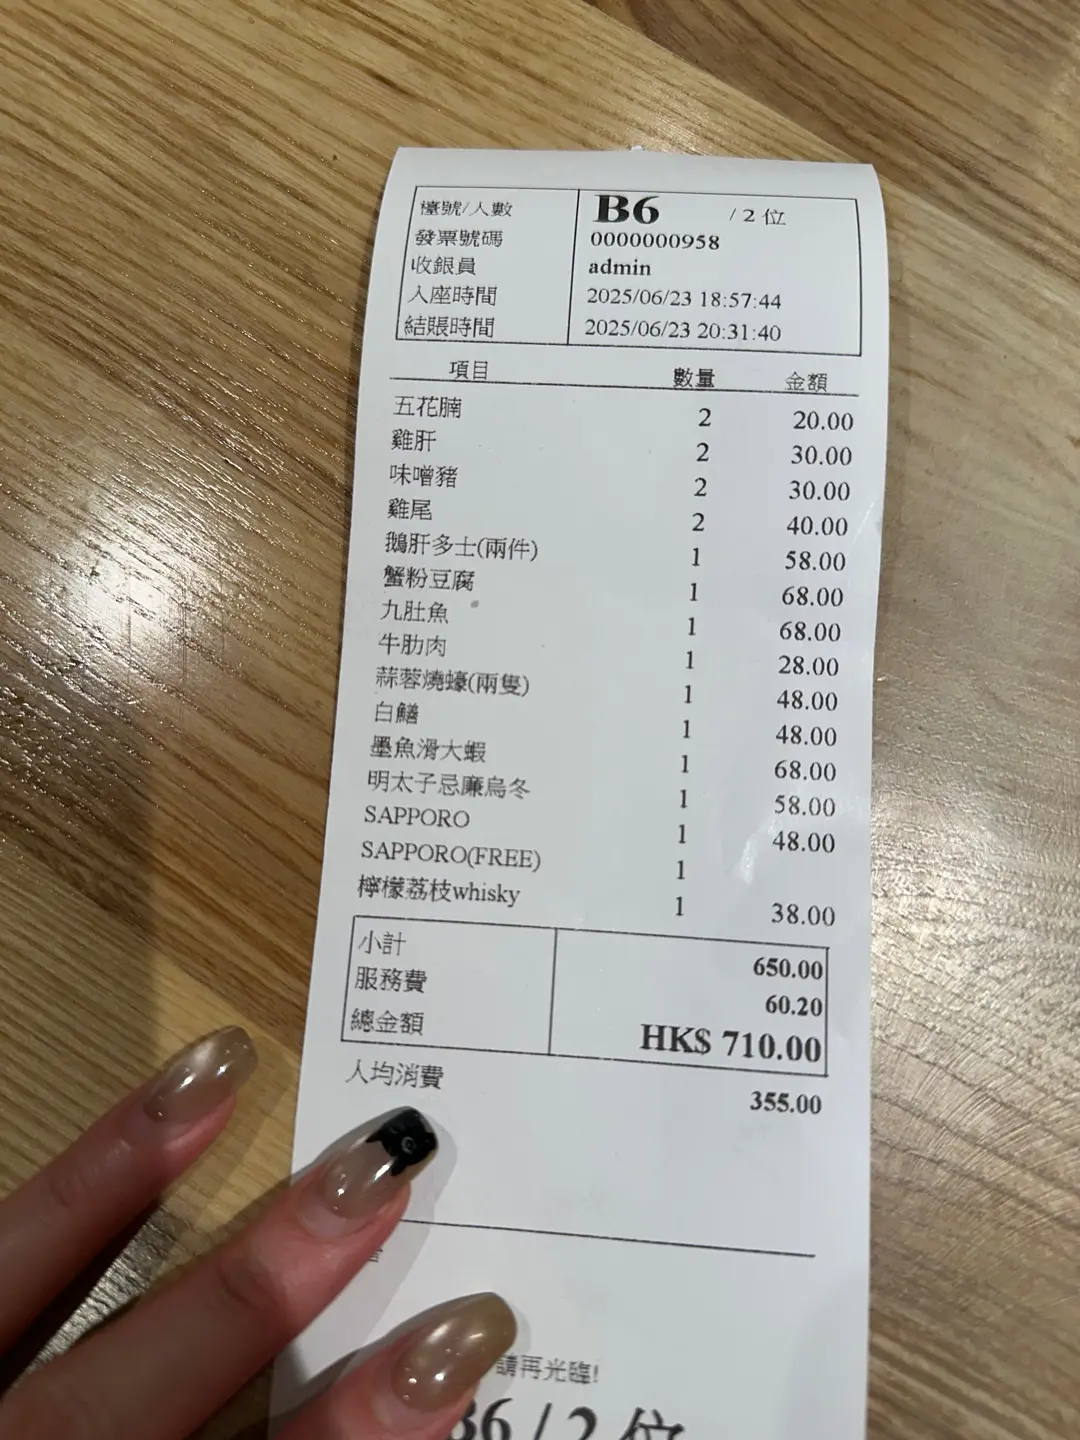 檯號/人數 B6 / 2 位
發票號碼 0000000958
收銀員 admin
入座時間 2025/06/23 18:57:44
結賬時間 2025/06/23 20:31:40
項目 數量 金額
五花腩 2 20.00
雞肝 2 30.00
味噌豬 2 30.00
雞尾 2 40.00
鵝肝多士(兩件) 1 58.00
蟹粉豆腐 1 68.00
九肚魚 1 68.00
牛肋肉 1 28.00
蒜蓉燒蠔(兩隻) 1 48.00
白鱔 1 48.00
墨魚滑大蝦 1 68.00
明太子忌廉烏冬 1 58.00
SAPPORO 1 48.00
SAPPORO(FREE) 1
檸檬荔枝whisky 1 38.00
小計 650.00
服務費 60.20
總金額 HK$ 710.00
人均消費 355.00
請再光臨!
B6 / 2 位